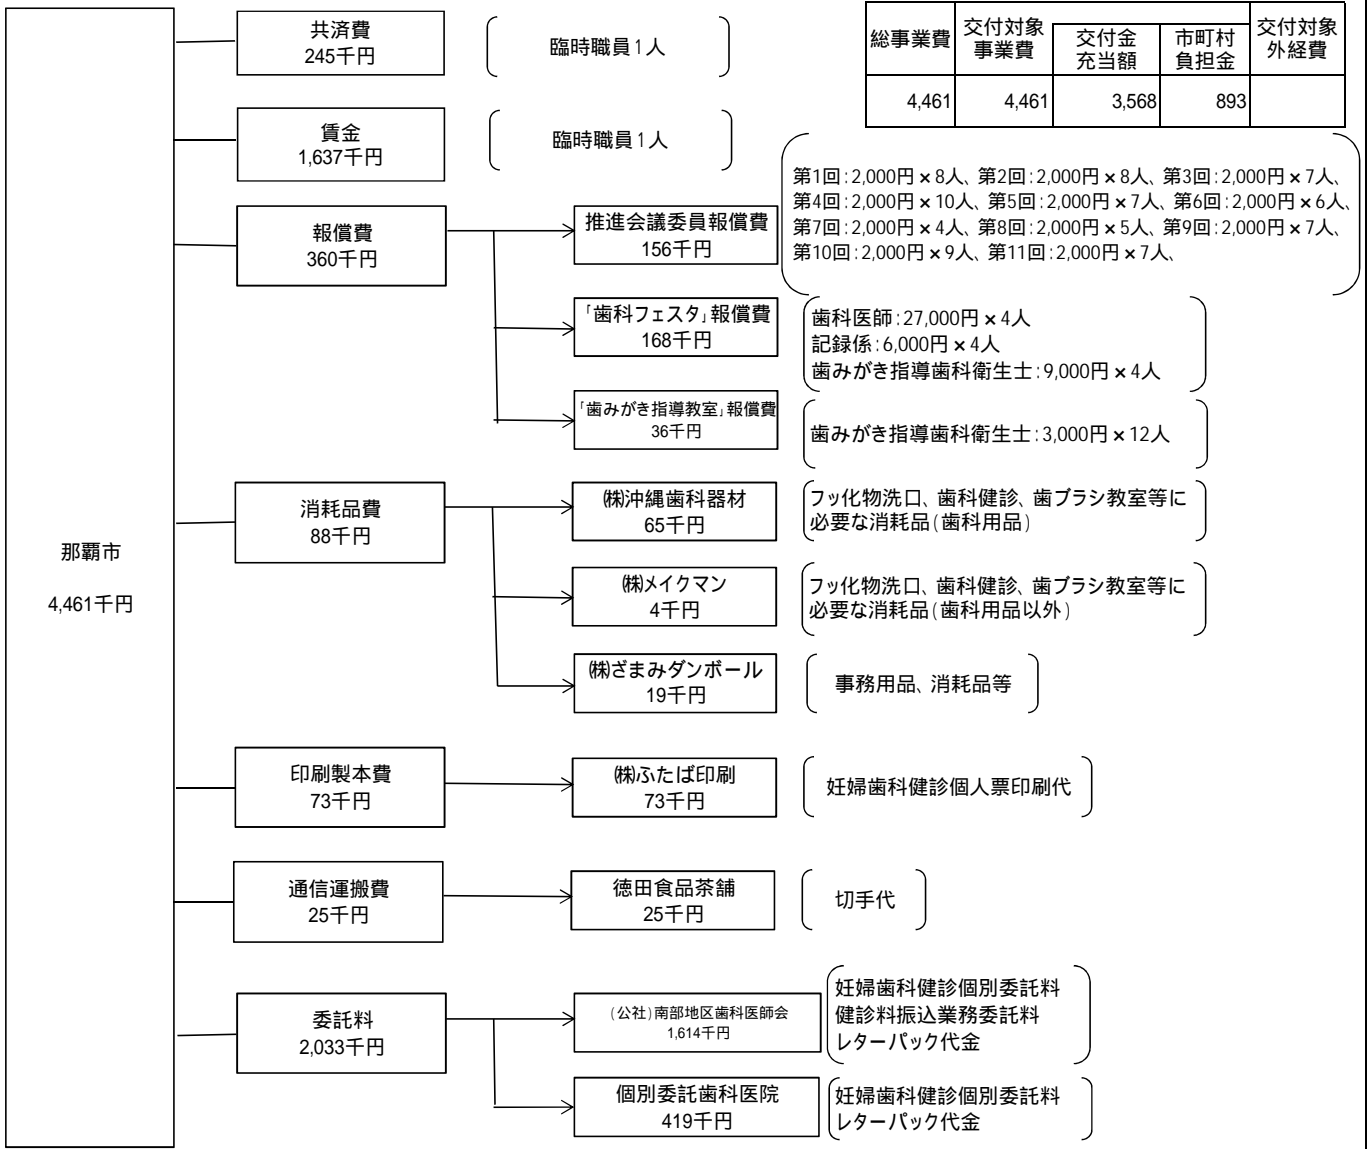 総事業費
交付対象
事業費
交付金
充当額
市町村
負担金
交付対象
外経費
4,461
4,461
3,568
893
那覇市
4,461千円
共済費
245千円
臨時職員1人
賃金
1,637千円
臨時職員1人
報償費
360千円
推進会議委員報償費
156千円
第1回:2,000円×8人、第2回:2,000円×8人、第3回:2,000円×7人、
第4回:2,000円×10人、第5回:2,000円×7人、第6回:2,000円×6人、
第7回:2,000円×4人、第8回:2,000円×5人、第9回:2,000円×7人、
第10回:2,000円×9人、第11回:2,000円×7人、
「歯科フェスタ」報償費
168千円
歯科医師:27,000円×4人
記録係:6,000円×4人
歯みがき指導歯科衛生士:9,000円×4人
「歯みがき指導教室」報償費
36千円
歯みがき指導歯科衛生士:3,000円×12人
消耗品費
88千円
㈱沖縄歯科器材
65千円
フッ化物洗口、歯科健診、歯ブラシ教室等に
必要な消耗品(歯科用品)
㈱メイクマン
4千円
フッ化物洗口、歯科健診、歯ブラシ教室等に
必要な消耗品(歯科用品以外)
㈱ざまみダンボール
19千円
事務用品、消耗品等
印刷製本費
73千円
㈱ふたば印刷
73千円
妊婦歯科健診個人票印刷代
通信運搬費
25千円
徳田食品茶舗
25千円
切手代
委託料
2,033千円
(公社)南部地区歯科医師会
1,614千円
妊婦歯科健診個別委託料
健診料振込業務委託料
レターパック代金
個別委託歯科医院
419千円
妊婦歯科健診個別委託料
レターパック代金